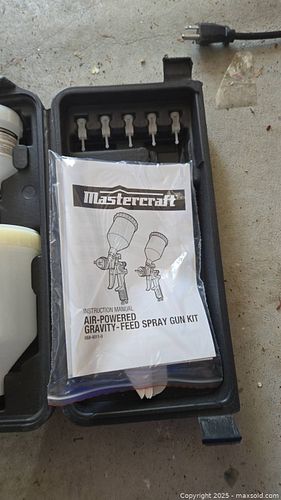 Mastercraft
INSTRUCTION MANUAL
AIR-POWERED
GRAVITY-FEED SPRAY GUN KIT
Copyright © 2025 - maxsold.com